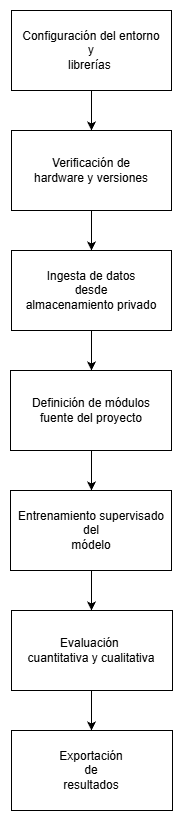 Configuración del entorno
y
librerías
Verificación de
hardware y versiones
Ingesta de datos
desde
almacenamiento privado
Definición de módulos
fuente del proyecto
Entrenamiento supervisado
del
módelo
Evaluación
cuantitativa y cualitativa
Exportación
de
resultados